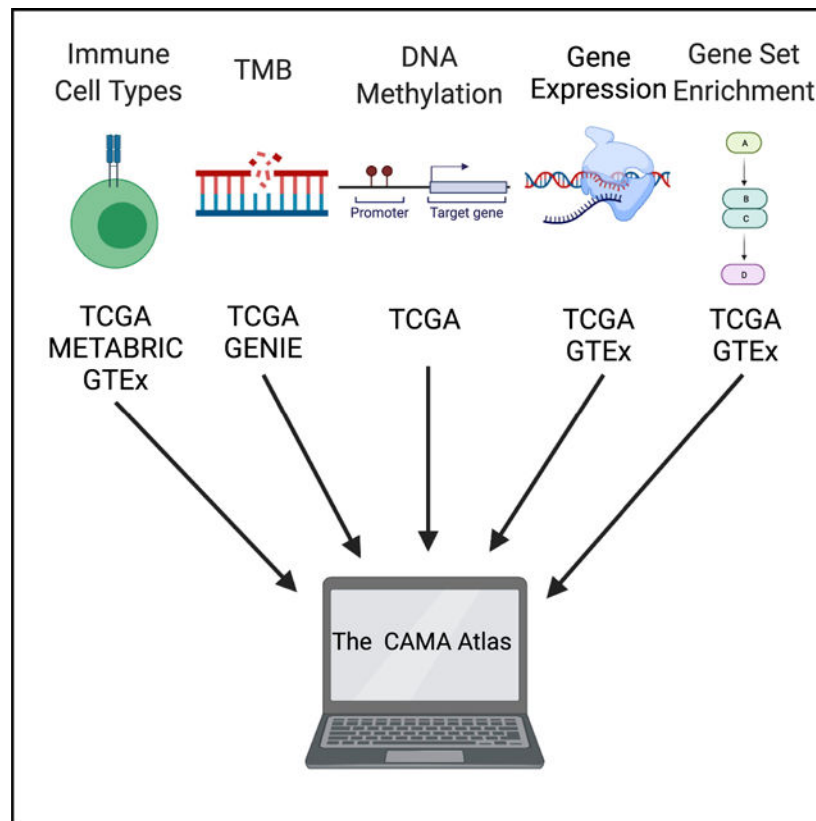 Immune
Cell Types
TMB
DNA
Methylation
Gene
Expression
Gene Set
Enrichment
Promoter
Target gene
A
B
C
D
TCGA
METABRIC
GTEx
TCGA
GENIE
TCGA
TCGA
GTEx
TCGA
GTEx
The CAMA Atlas